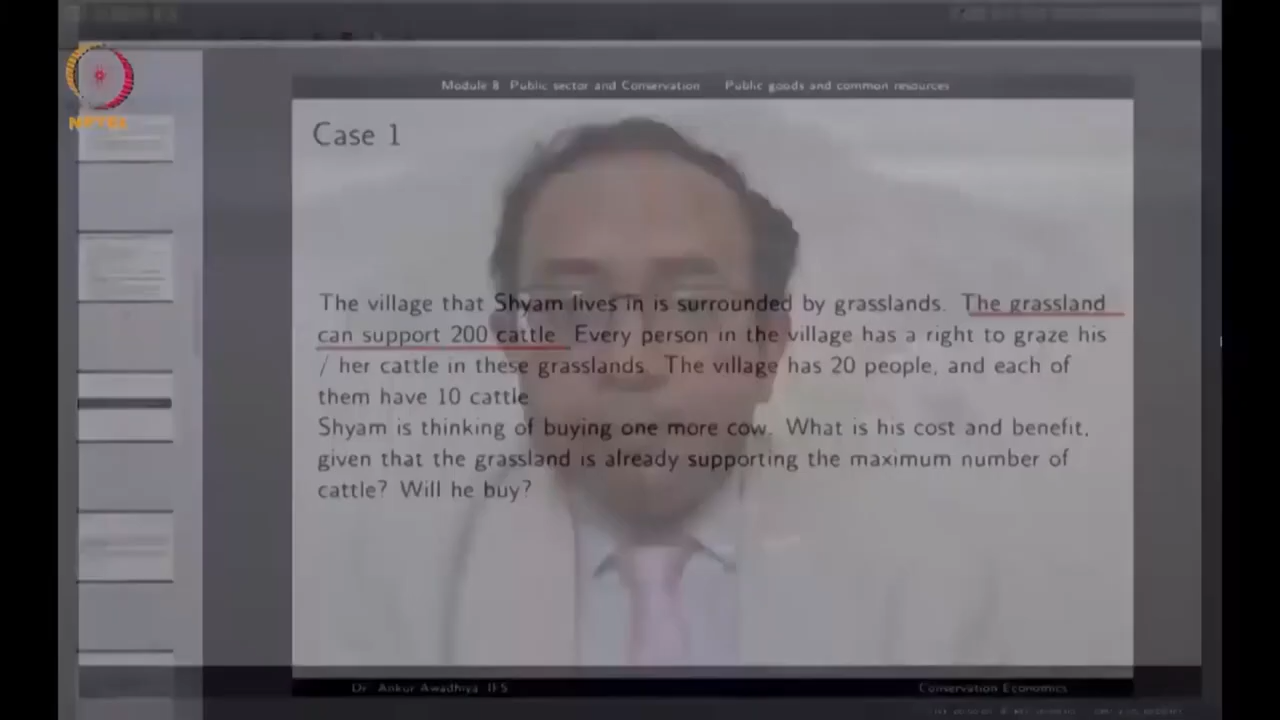 NPTEL
Module 8 Public sector and Conservation Public goods and common resources
Case 1
The village that Shyam lives in is surrounded by grasslands. The grassland
can support 200 cattle. Every person in the village has a right to graze his
/ her cattle in these grasslands. The village has 20 people, and each of
them have 10 cattle
Shyam is thinking of buying one more cow. What is his cost and benefit,
given that the grassland is already supporting the maximum number of
cattle? Will he buy?
Dr. Ankur Awadhiya, IFS Conservation Economics